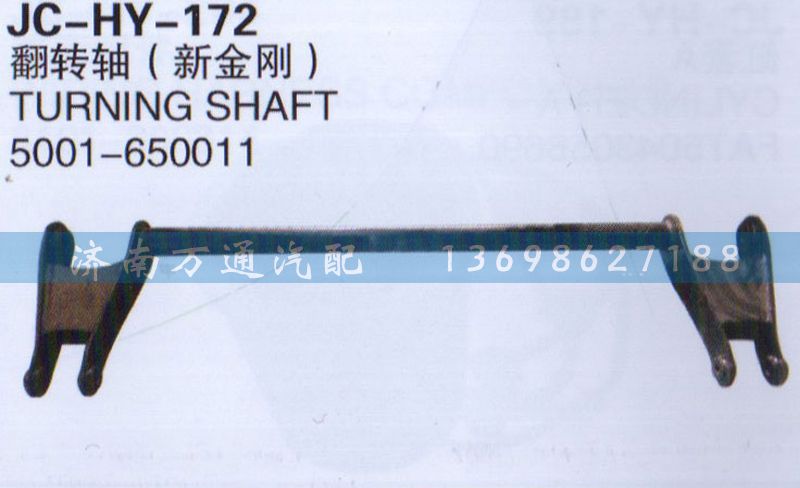 JC-HY-172
翻转轴(新金刚)
TURNING SHAFT
5001-650011
济南万通汽配 13698627188